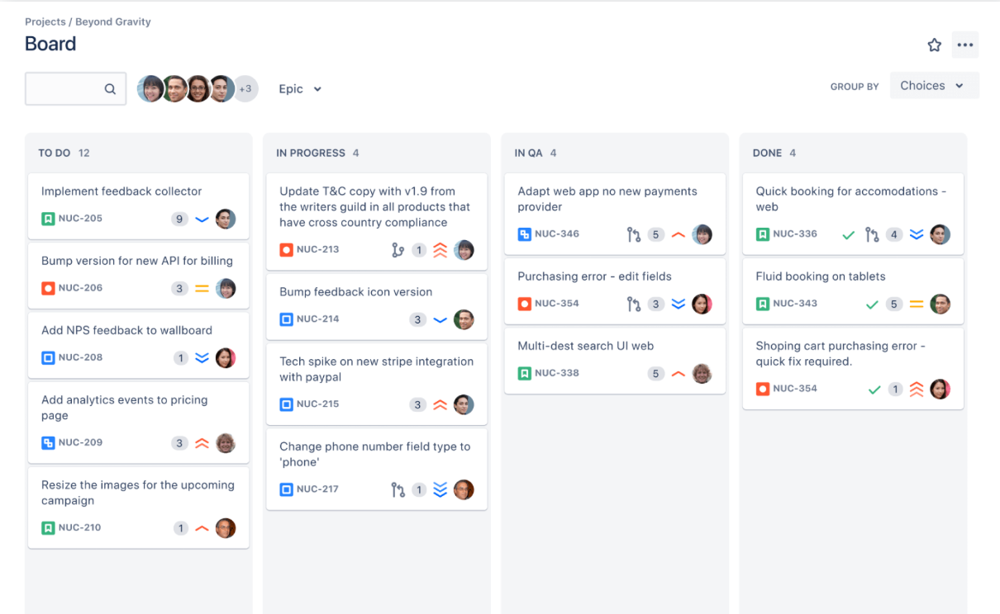 Projects / Beyond Gravity
Board
+3
Epic
GROUP BY
Choices
TO DO 12
Implement feedback collector
NUC-205
9
Bump version for new API for billing
NUC-206
3
Add NPS feedback to wallboard
NUC-208
1
Add analytics events to pricing
page
NUC-209
3
Resize the images for the upcoming
campaign
NUC-210
1
IN PROGRESS 4
Update T&C copy with v1.9 from
the writers guild in all products that
have cross country compliance
NUC-213
1
Bump feedback icon version
NUC-214
3
Tech spike on new stripe integration
with paypal
NUC-215
3
Change phone number field type to
'phone'
NUC-217
1
IN QA 4
Adapt web app no new payments
provider
NUC-346
5
Purchasing error - edit fields
NUC-354
3
Multi-dest search UI web
NUC-338
5
DONE 4
Quick booking for accomodations -
web
NUC-336
4
Fluid booking on tablets
NUC-343
5
Shoping cart purchasing error -
quick fix required.
NUC-354
1